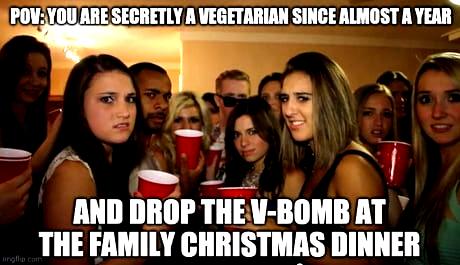 POV: YOU ARE SECRETLY A VEGETARIAN SINCE ALMOST A YEAR
AND DROP THE V-BOMB AT
THE FAMILY CHRISTMAS DINNER
imgflip.com